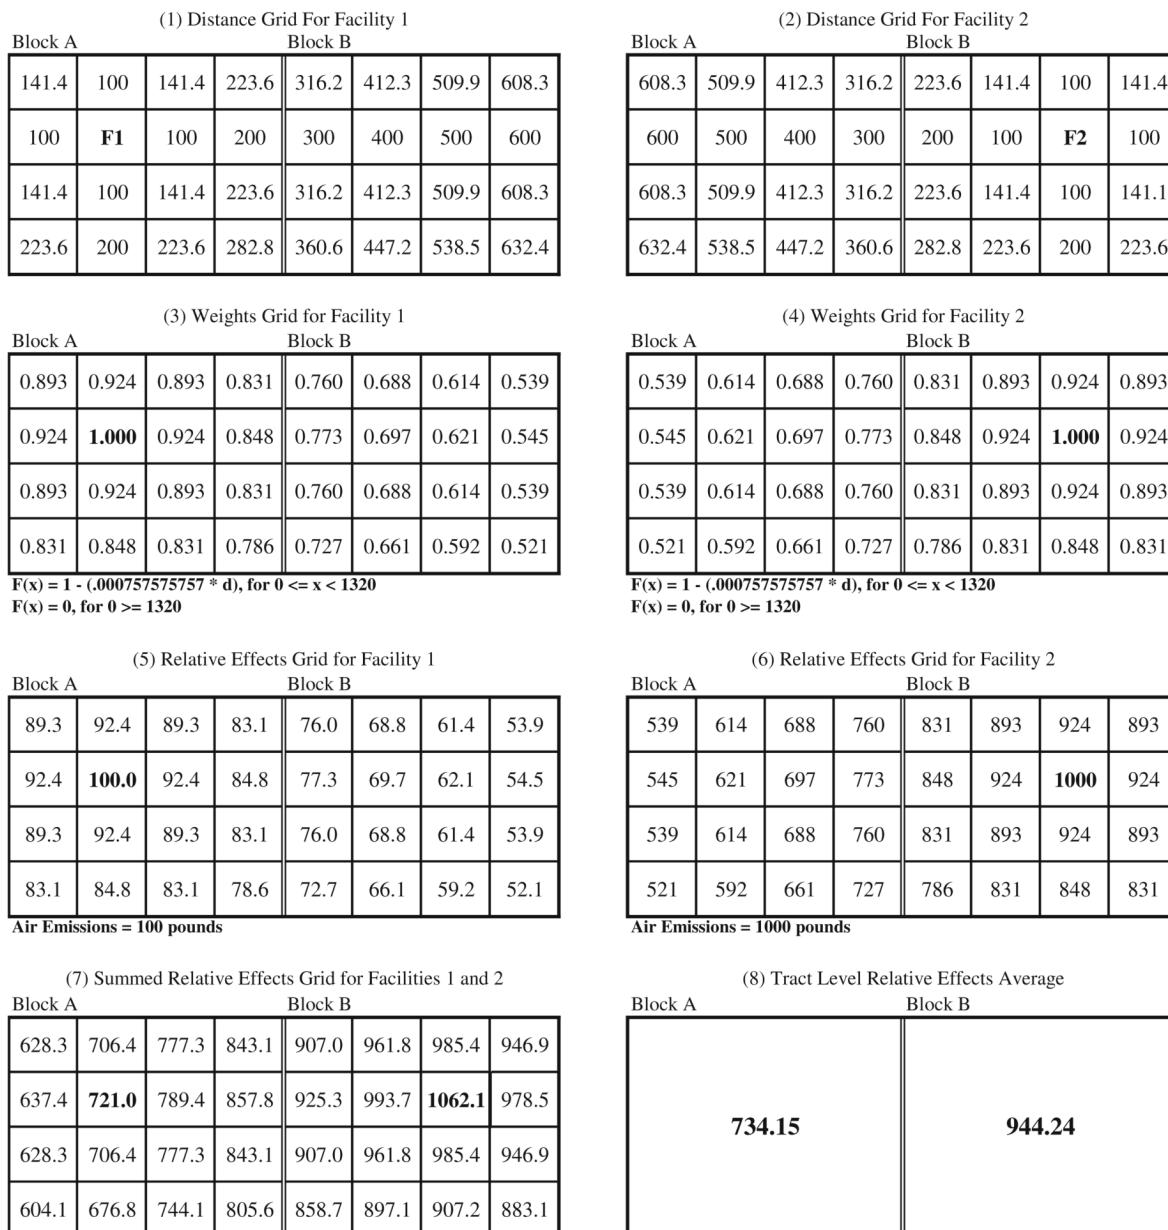 (1) Distance Grid For Facility 1
Block A Block B
141.4 100 141.4 223.6 316.2 412.3 509.9 608.3
100 F1 100 200 300 400 500 600
141.4 100 141.4 223.6 316.2 412.3 509.9 608.3
223.6 200 223.6 282.8 360.6 447.2 538.5 632.4
(2) Distance Grid For Facility 2
Block A Block B
608.3 509.9 412.3 316.2 223.6 141.4 100 141.4
600 500 400 300 200 100 F2 100
608.3 509.9 412.3 316.2 223.6 141.4 100 141.1
632.4 538.5 447.2 360.6 282.8 223.6 200 223.6
(3) Weights Grid for Facility 1
Block A Block B
0.893 0.924 0.893 0.831 0.760 0.688 0.614 0.539
0.924 1.000 0.924 0.848 0.773 0.697 0.621 0.545
0.893 0.924 0.893 0.831 0.760 0.688 0.614 0.539
0.831 0.848 0.831 0.786 0.727 0.661 0.592 0.521
F(x) = 1 - (.000757575757 * d), for 0 <= x < 1320
F(x) = 0, for 0 >= 1320
(4) Weights Grid for Facility 2
Block A Block B
0.539 0.614 0.688 0.760 0.831 0.893 0.924 0.893
0.545 0.621 0.697 0.773 0.848 0.924 1.000 0.924
0.539 0.614 0.688 0.760 0.831 0.893 0.924 0.893
0.521 0.592 0.661 0.727 0.786 0.831 0.848 0.831
F(x) = 1 - (.000757575757 * d), for 0 <= x < 1320
F(x) = 0, for 0 >= 1320
(5) Relative Effects Grid for Facility 1
Block A Block B
89.3 92.4 89.3 83.1 76.0 68.8 61.4 53.9
92.4 100.0 92.4 84.8 77.3 69.7 62.1 54.5
89.3 92.4 89.3 83.1 76.0 68.8 61.4 53.9
83.1 84.8 83.1 78.6 72.7 66.1 59.2 52.1
Air Emissions = 100 pounds
(6) Relative Effects Grid for Facility 2
Block A Block B
539 614 688 760 831 893 924 893
545 621 697 773 848 924 1000 924
539 614 688 760 831 893 924 893
521 592 661 727 786 831 848 831
Air Emissions = 1000 pounds
(7) Summed Relative Effects Grid for Facilities 1 and 2
Block A Block B
628.3 706.4 777.3 843.1 907.0 961.8 985.4 946.9
637.4 721.0 789.4 857.8 925.3 993.7 1062.1 978.5
628.3 706.4 777.3 843.1 907.0 961.8 985.4 946.9
604.1 676.8 744.1 805.6 858.7 897.1 907.2 883.1
(8) Tract Level Relative Effects Average
Block A Block B
734.15 944.24